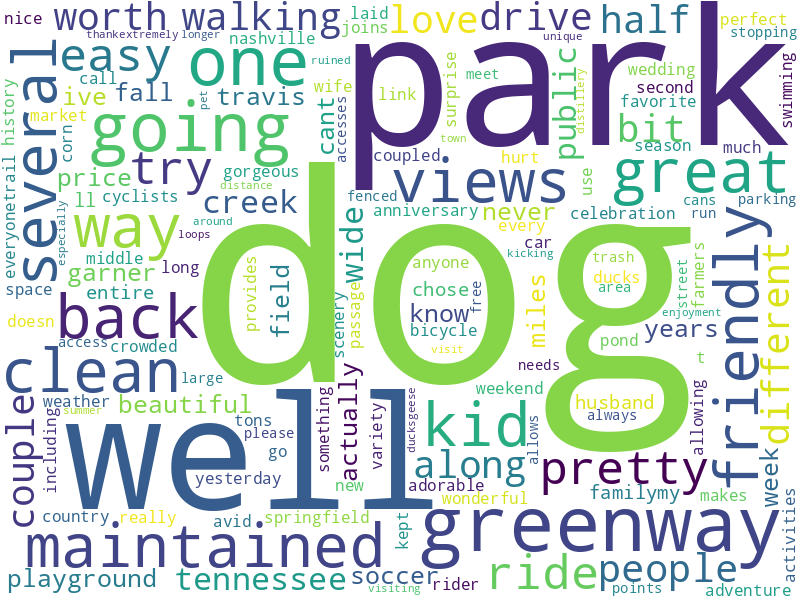 nice worth walking love drive half joins laid perfect
thankextremely longer unique stopping
several easy one park nashville ruined
call wife meet surprise wedding swimming
ive fall travis cant link public second
market pet accesses distillery favorite
history going town bit season
corn try coupled hurt much
price gorgeous views great
distance
ll cyclists creek fenced use cans parking
everyonetrail way around anniversary never celebration run
especially middle loops wide every
garner long anyone car kicking trash
space entire provides field scenery passage chose free miles ducks street farmers friendly different
area enjoyment
doesn back dog know years
access crowded bicycle pond t
visit
clean large needs
weather beautiful weekend husband allowing
summer tons something variety ducksgeese kid always
couple well please actually allows pretty week
including go along
yesterday new adorable familymy makes
country really avid springfield kept wonderful greenway activities
maintained soccer ride people
playground tennessee visiting rider points adventure